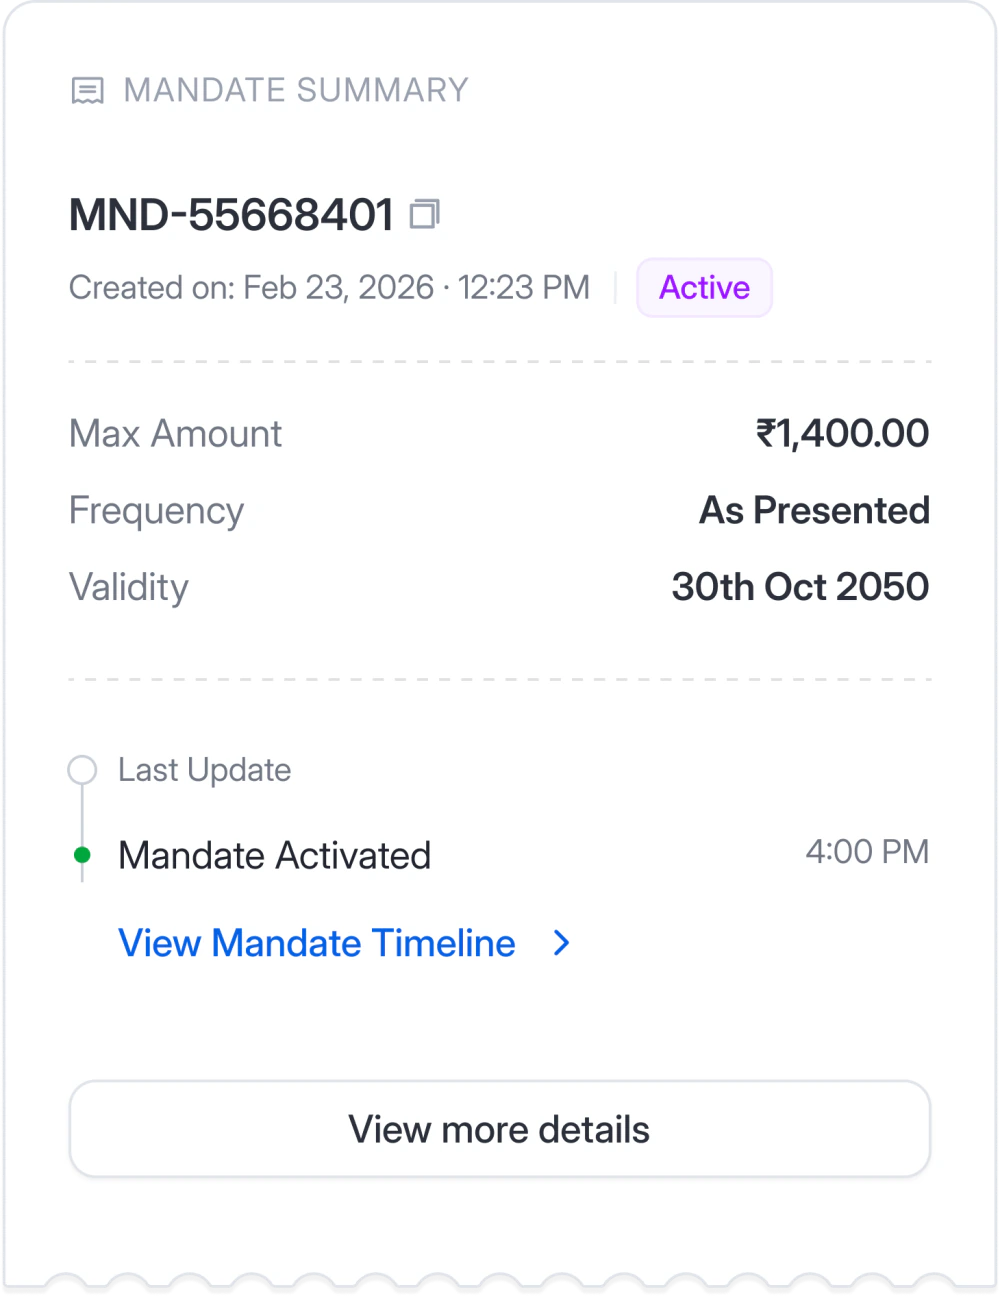 MANDATE SUMMARY
MND-55668401
Created on: Feb 23, 2026 · 12:23 PM Active
Max Amount ₹1,400.00
Frequency As Presented
Validity 30th Oct 2050
Last Update
Mandate Activated 4:00 PM
View Mandate Timeline
View more details